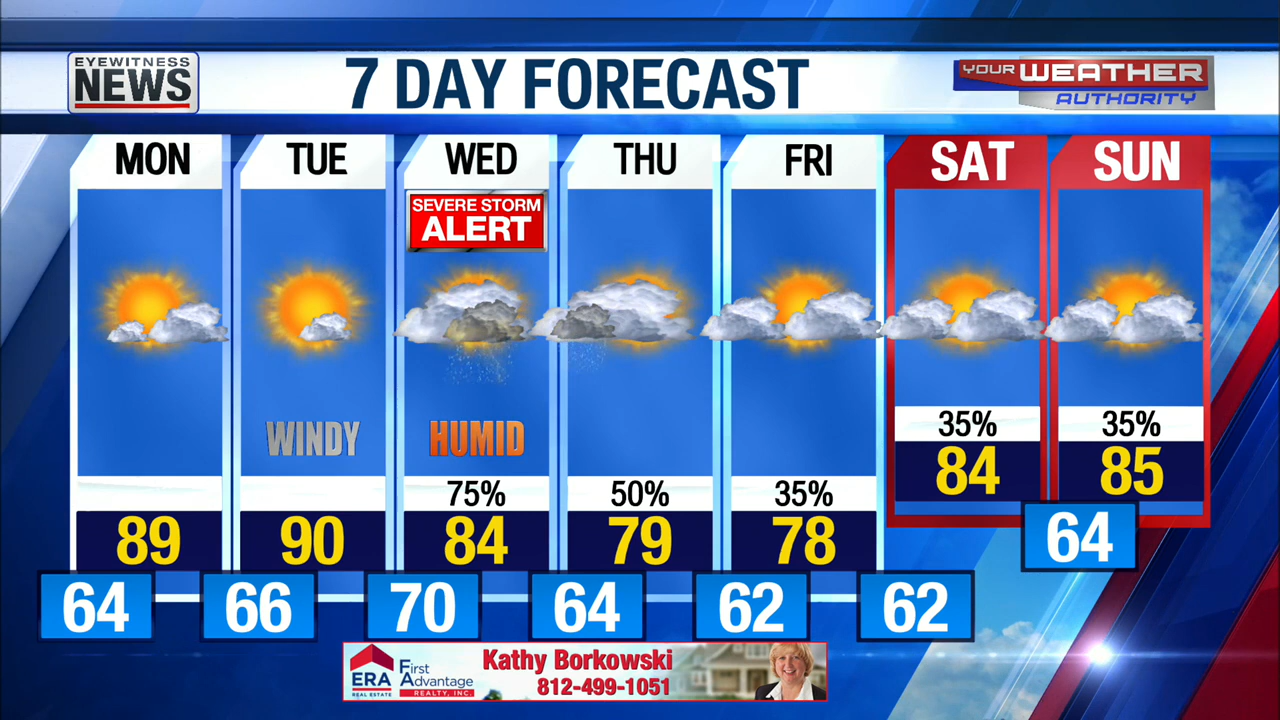 EYEWITNESS
NEWS
7 DAY FORECAST
YOUR WEATHER
AUTHORITY
MON
TUE
WED
THU
FRI
SAT
SUN
SEVERE STORM
ALERT
WINDY
HUMID
75%
50%
35%
35%
35%
89
90
84
79
78
84
85
64
66
70
64
62
62
64
ERA
REAL ESTATE
First
Advantage
REALTY, INC.
Kathy Borkowski
812-499-1051